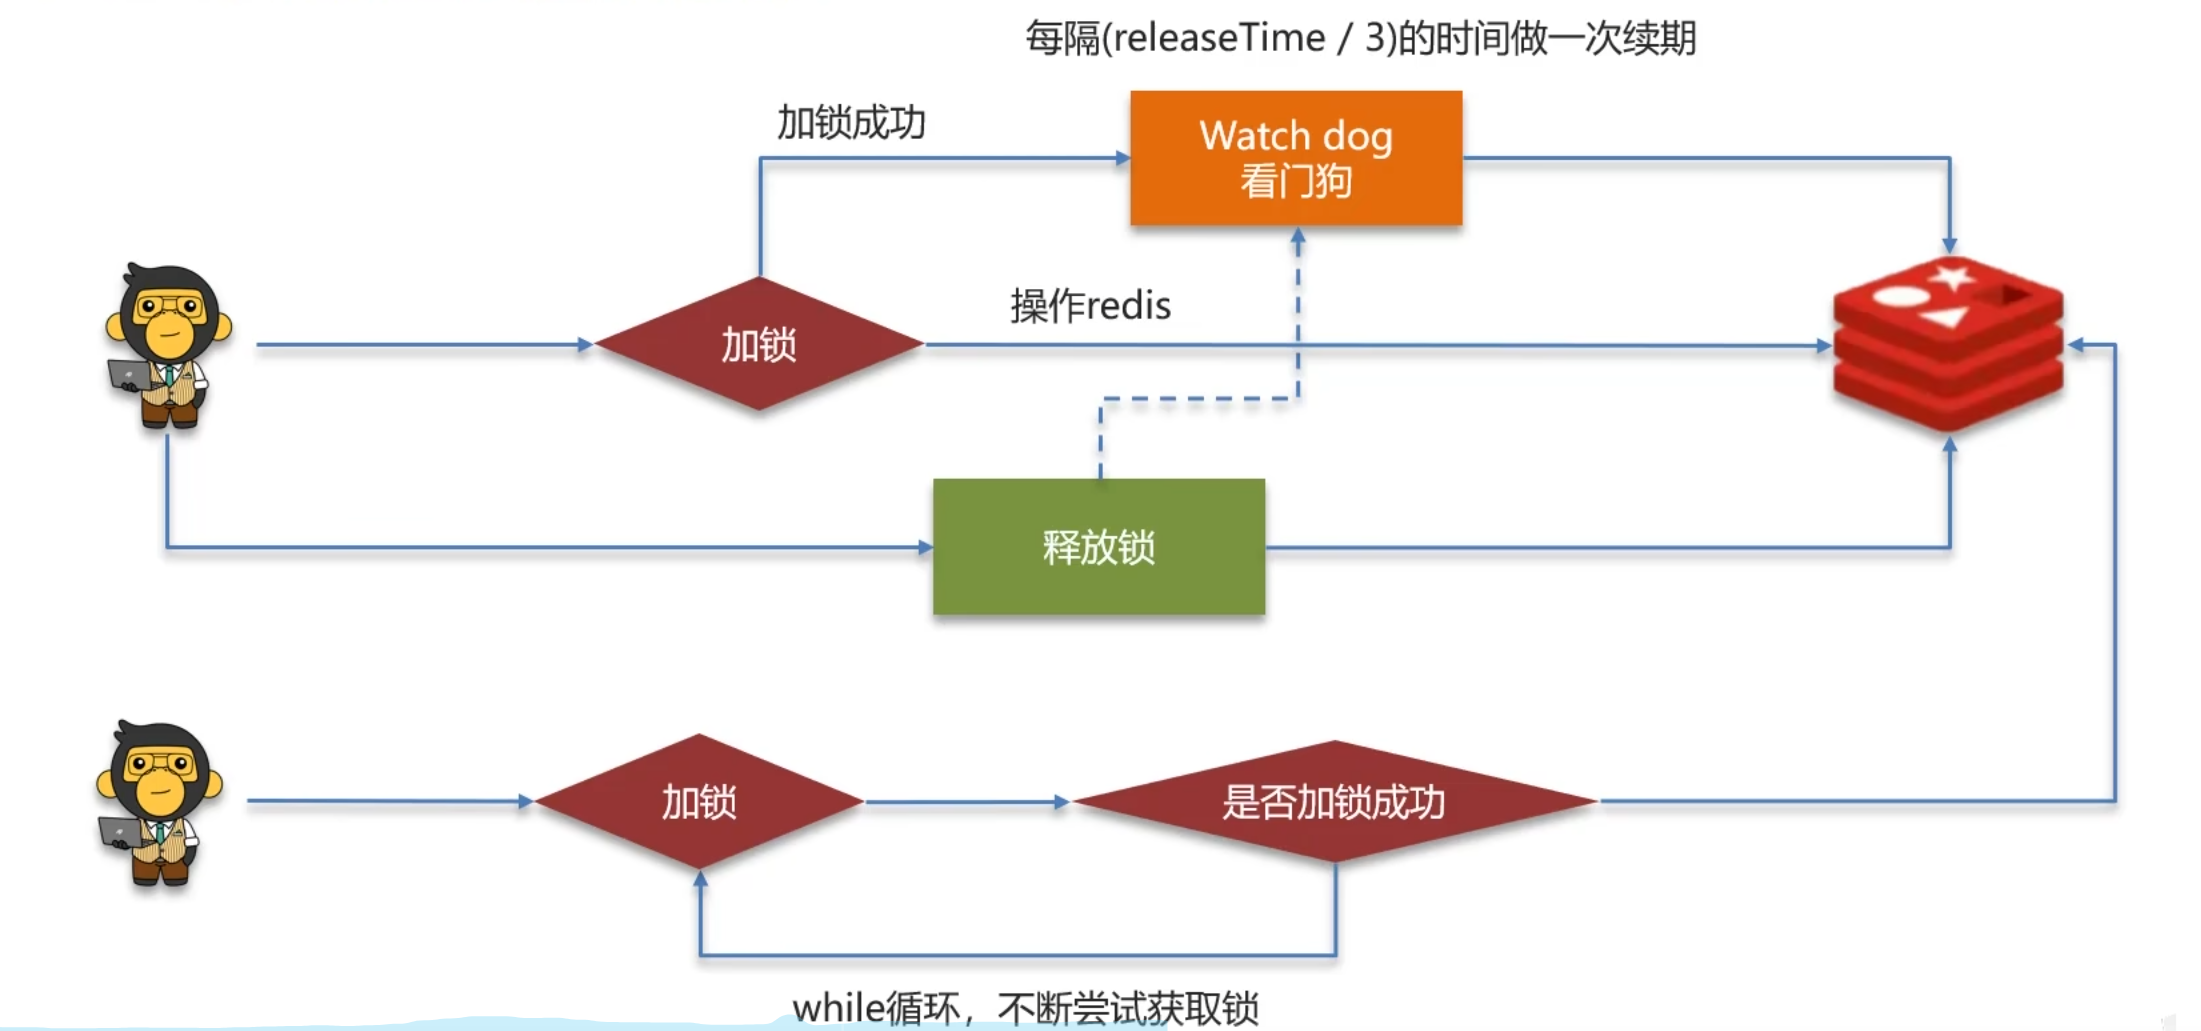 每隔(releaseTime / 3)的时间做一次续期
加锁成功
Watch dog
看门狗
操作redis
加锁
释放锁
加锁
是否加锁成功
while循环，不断尝试获取锁